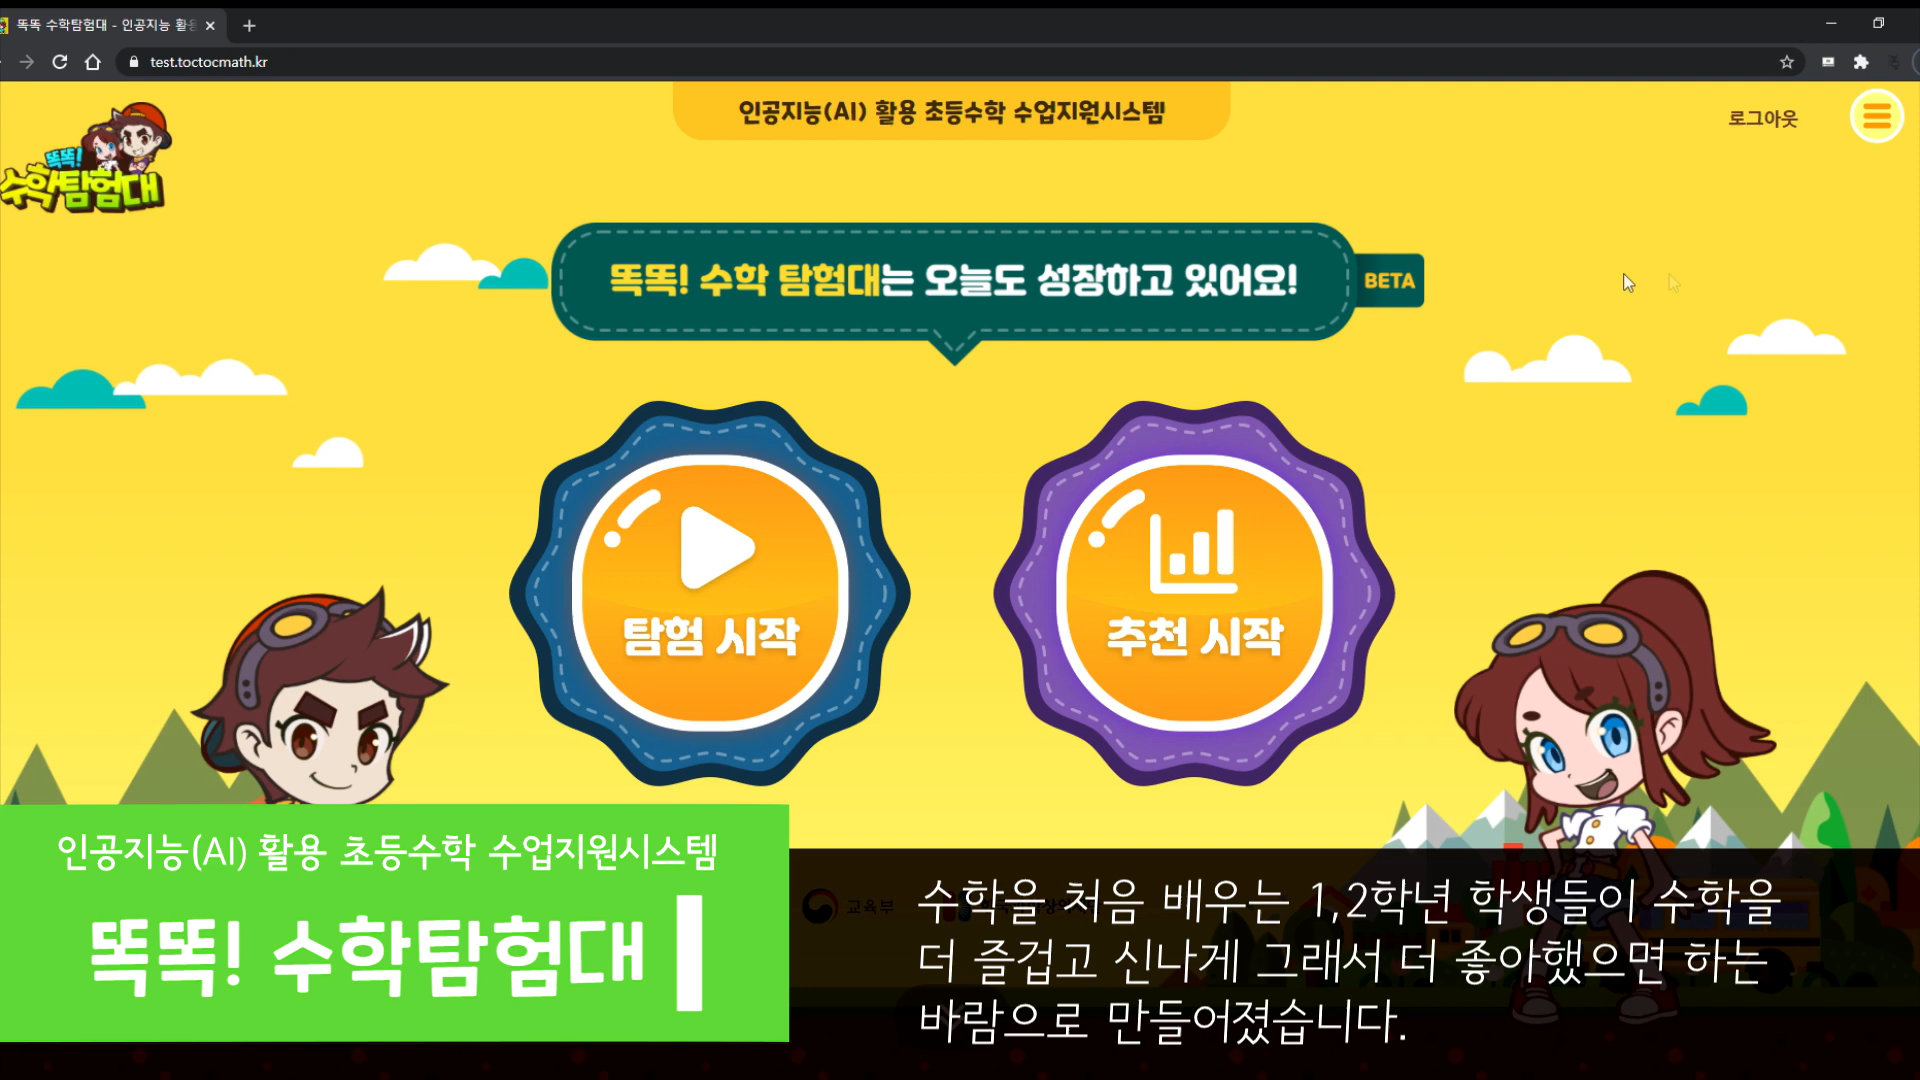 똑똑 수학탐험대 - 인공지능 활용
test.toctocmath.kr
인공지능(AI) 활용 초등수학 수업지원시스템
로그아웃
똑똑!
수학탐험대
똑똑! 수학 탐험대는 오늘도 성장하고 있어요!
BETA
탐험 시작
추천 시작
인공지능(AI) 활용 초등수학 수업지원시스템
똑똑! 수학탐험대
교육부
수학을 처음 배우는 1,2학년 학생들이 수학을
더 즐겁고 신나게 그래서 더 좋아했으면 하는
바람으로 만들어졌습니다.